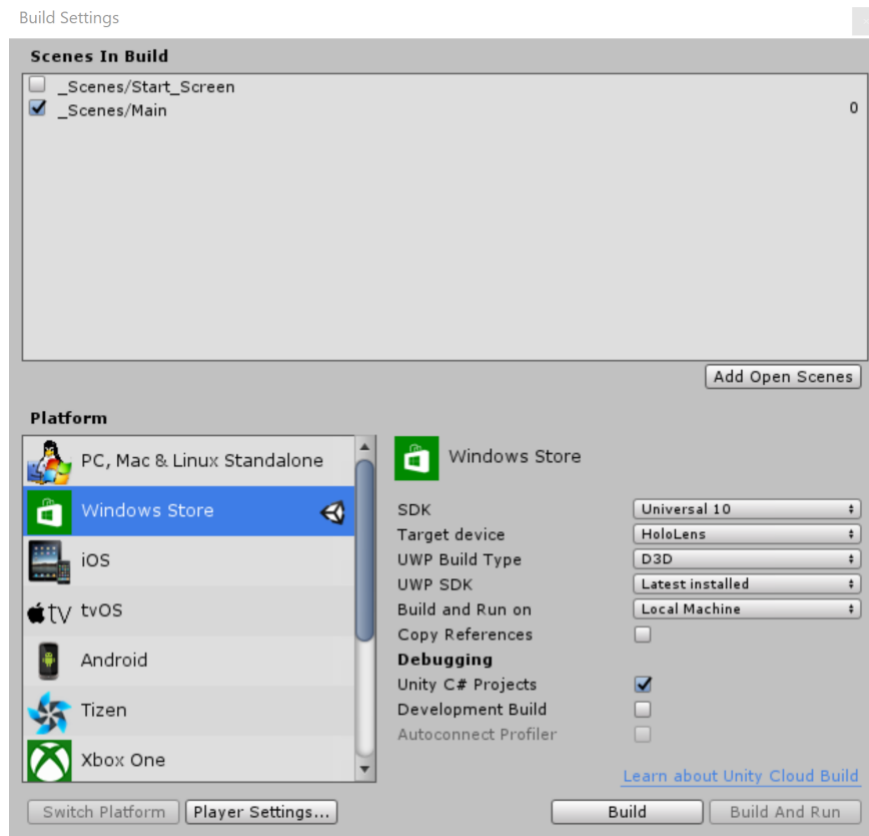 Build Settings
Scenes In Build
_Scenes/Start_Screen
_Scenes/Main 0
Add Open Scenes
Platform
PC, Mac & Linux Standalone
Windows Store
iOS
tv tvOS
Android
Tizen
Xbox One
Windows Store
SDK Universal 10
Target device HoloLens
UWP Build Type D3D
UWP SDK Latest installed
Build and Run on Local Machine
Copy References
Debugging
Unity C# Projects
Development Build
Autoconnect Profiler
Learn about Unity Cloud Build
Switch Platform Player Settings... Build Build And Run